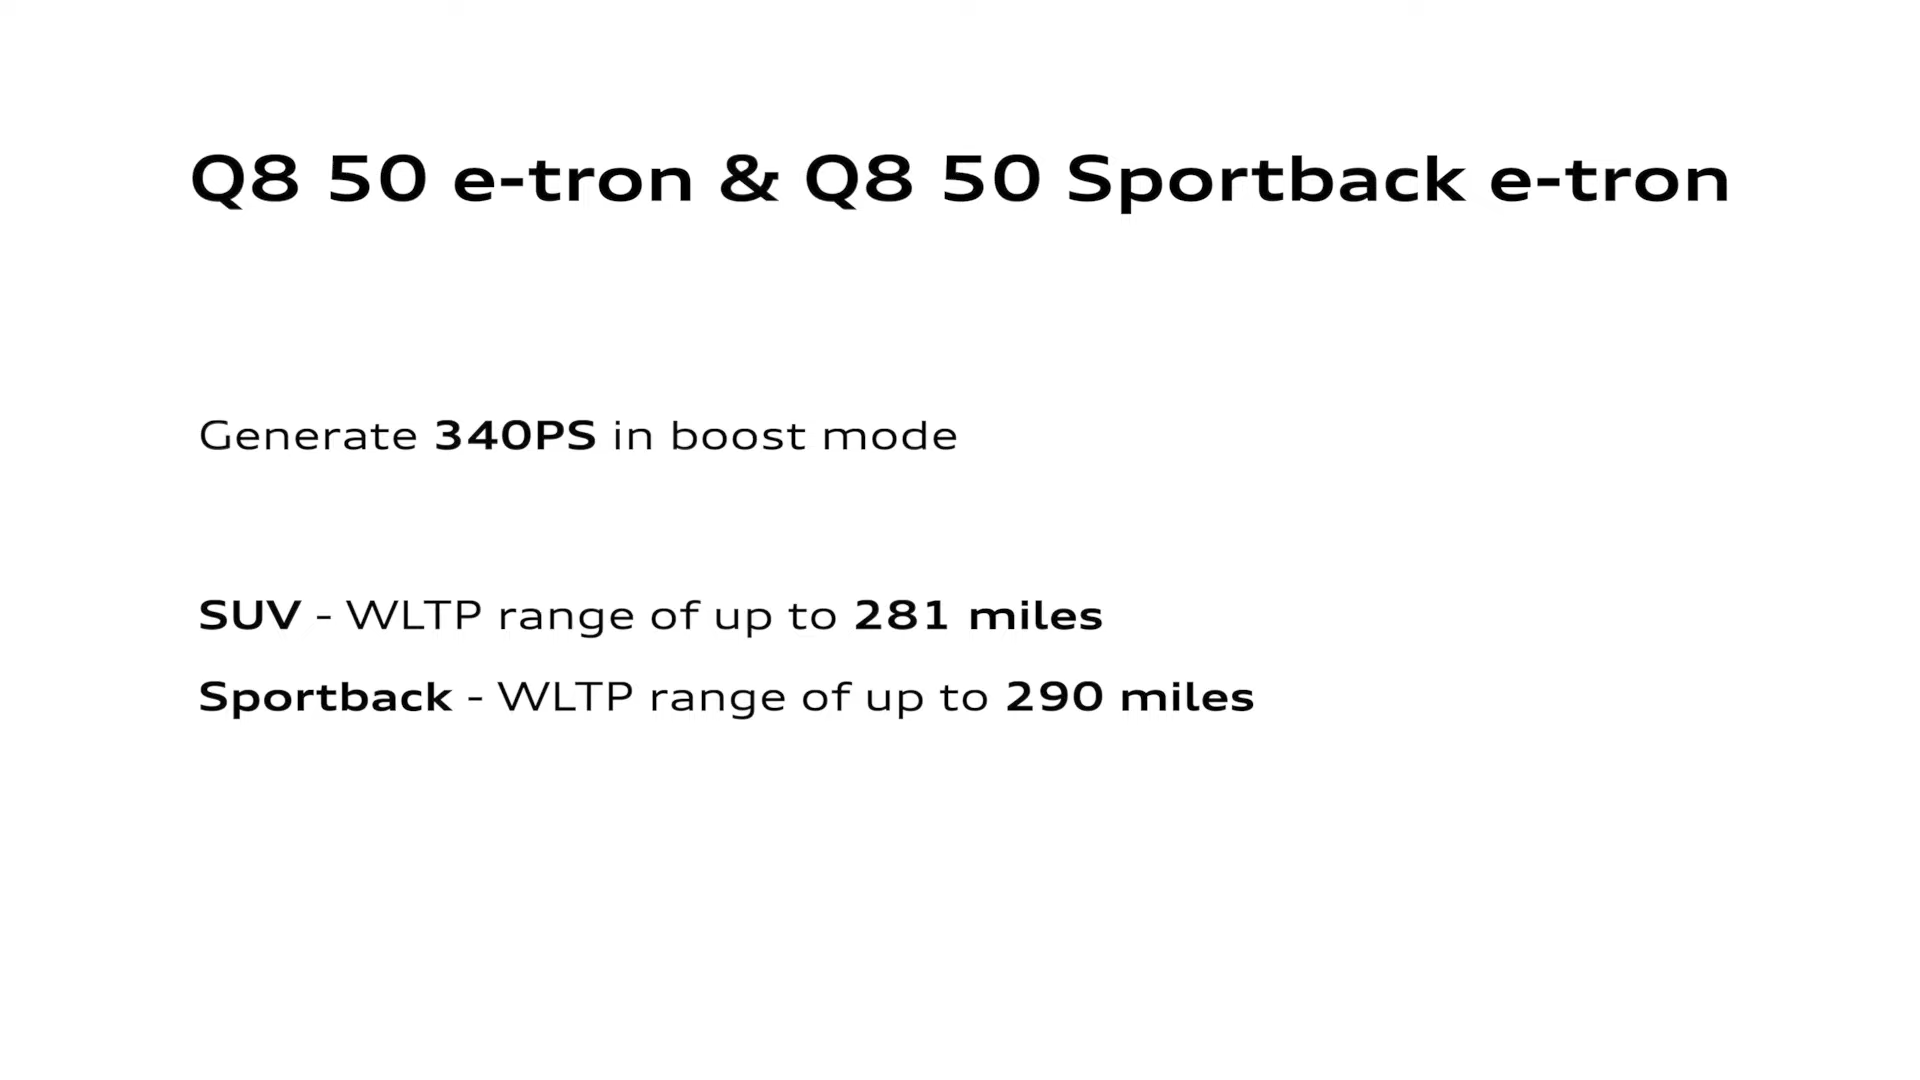 Q8 50 e-tron & Q8 50 Sportback e-tron
Generate 340PS in boost mode
SUV - WLTP range of up to 281 miles
Sportback - WLTP range of up to 290 miles